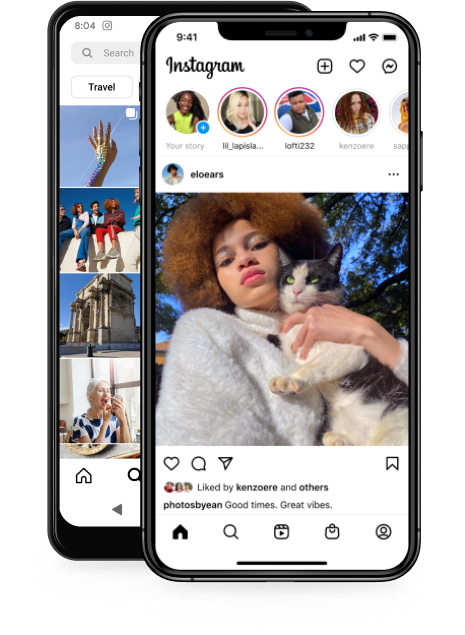 8:04
Search
Travel
9:41
Instagram
Your story
lil_lapisla...
lofti232
kenzoere
sapp
eloears
Liked by kenzoere and others
photosbyean Good times. Great vibes.